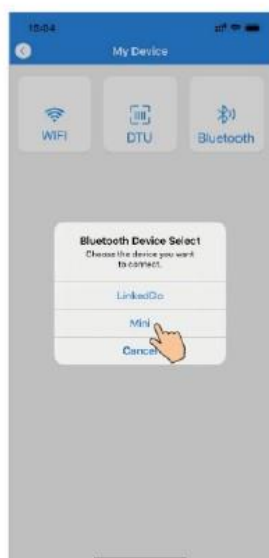 15:04
My Device
WIFI
DTU
Bluetooth
Bluetooth Device Select
Choose the device you want
to connect.
LinkedGo
Mini
Cancel